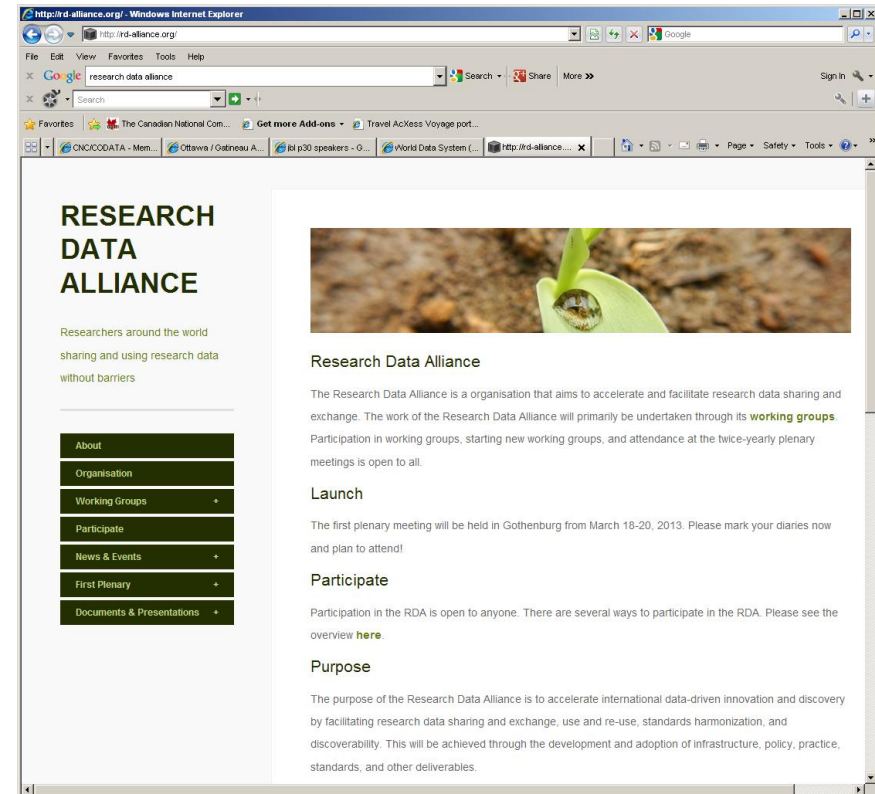 http://rd-alliance.org/ - Windows Internet Explorer
http://rd-alliance.org/
Google
File Edit View Favorites Tools Help
x Google research data alliance Search Share More >> Sign In
x Search
Favorites The Canadian National Com... Get more Add-ons Travel AcXess Voyage port...
CNC/CODATA - Mem... Ottawa / Gatineau A... ibl p30 speakers - G... World Data System (... http://rd-alliance.... x Page Safety Tools
RESEARCH
DATA
ALLIANCE
Researchers around the world
sharing and using research data
without barriers
About
Organisation
Working Groups +
Participate
News & Events +
First Plenary +
Documents & Presentations +
Research Data Alliance
The Research Data Alliance is a organisation that aims to accelerate and facilitate research data sharing and
exchange. The work of the Research Data Alliance will primarily be undertaken through its working groups.
Participation in working groups, starting new working groups, and attendance at the twice-yearly plenary
meetings is open to all.
Launch
The first plenary meeting will be held in Gothenburg from March 18-20, 2013. Please mark your diaries now
and plan to attend!
Participate
Participation in the RDA is open to anyone. There are several ways to participate in the RDA. Please see the
overview here.
Purpose
The purpose of the Research Data Alliance is to accelerate international data-driven innovation and discovery
by facilitating research data sharing and exchange, use and re-use, standards harmonization, and
discoverability. This will be achieved through the development and adoption of infrastructure, policy, practice,
standards, and other deliverables.